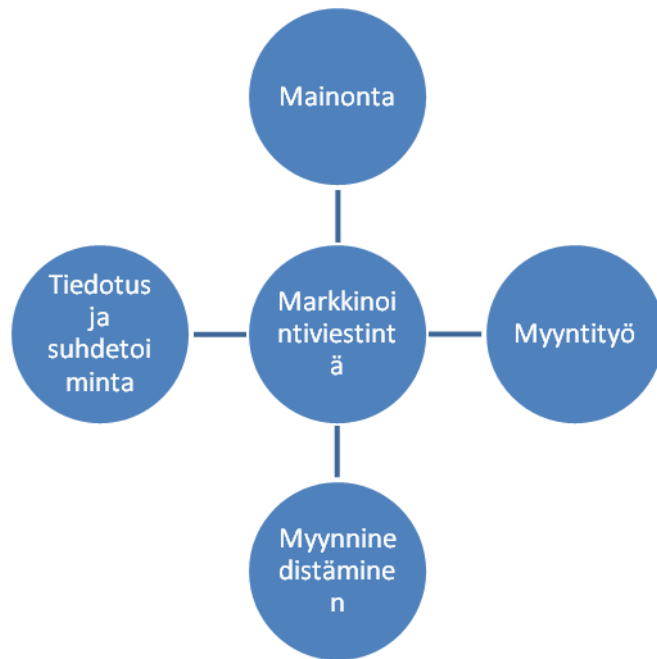 Mainonta
Tiedotus
ja
suhdetoi
minta
Markkinoi
ntiviestint
ä
Myyntityö
Myynnine
distämine
n